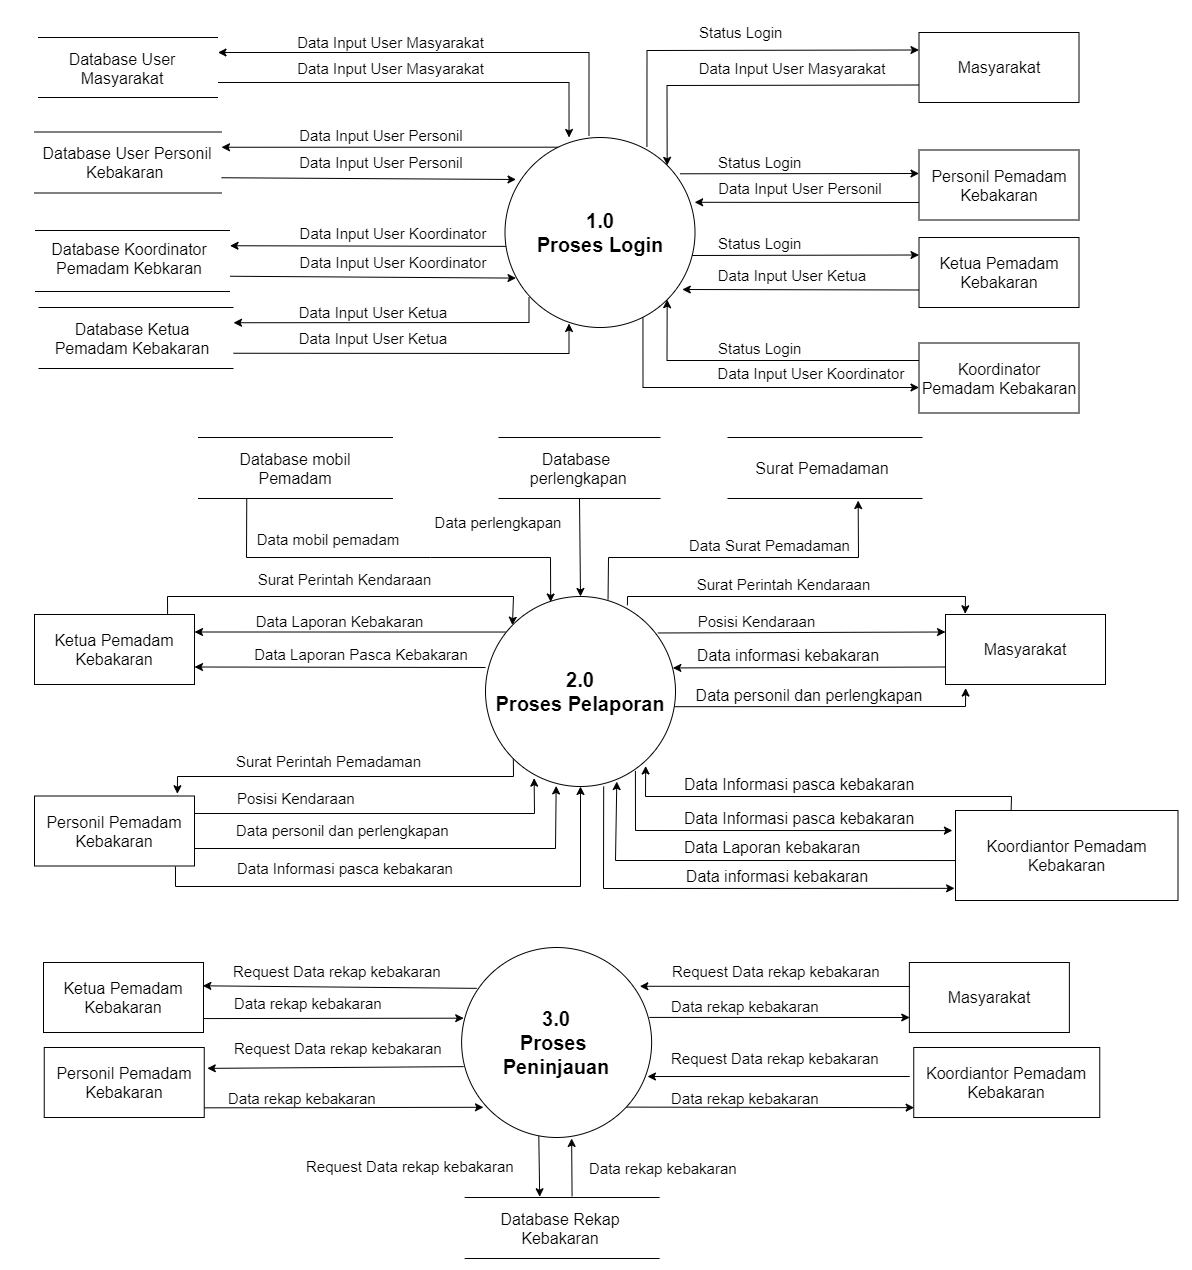 Database User
Masyarakat
Data Input User Masyarakat
Data Input User Masyarakat
Status Login
Data Input User Masyarakat
Masyarakat
Database User Personil
Kebakaran
Data Input User Personil
Data Input User Personil
Status Login
Data Input User Personil
Personil Pemadam
Kebakaran
1.0
Proses Login
Database Koordinator
Pemadam Kebkaran
Data Input User Koordinator
Data Input User Koordinator
Status Login
Data Input User Ketua
Ketua Pemadam
Kebakaran
Database Ketua
Pemadam Kebakaran
Data Input User Ketua
Data Input User Ketua
Status Login
Data Input User Koordinator
Koordinator
Pemadam Kebakaran
Database mobil
Pemadam
Database
perlengkapan
Surat Pemadaman
Data mobil pemadam
Data perlengkapan
Data Surat Pemadaman
Surat Perintah Kendaraan
Data Laporan Kebakaran
Data Laporan Pasca Kebakaran
Ketua Pemadam
Kebakaran
2.0
Proses Pelaporan
Surat Perintah Kendaraan
Posisi Kendaraan
Data informasi kebakaran
Data personil dan perlengkapan
Masyarakat
Surat Perintah Pemadaman
Posisi Kendaraan
Data personil dan perlengkapan
Data Informasi pasca kebakaran
Personil Pemadam
Kebakaran
Data Informasi pasca kebakaran
Data Informasi pasca kebakaran
Data Laporan kebakaran
Data informasi kebakaran
Koordiantor Pemadam
Kebakaran
Ketua Pemadam
Kebakaran
Request Data rekap kebakaran
Data rekap kebakaran
Personil Pemadam
Kebakaran
Request Data rekap kebakaran
Data rekap kebakaran
3.0
Proses
Peninjauan
Request Data rekap kebakaran
Data rekap kebakaran
Masyarakat
Request Data rekap kebakaran
Data rekap kebakaran
Koordiantor Pemadam
Kebakaran
Request Data rekap kebakaran
Data rekap kebakaran
Database Rekap
Kebakaran